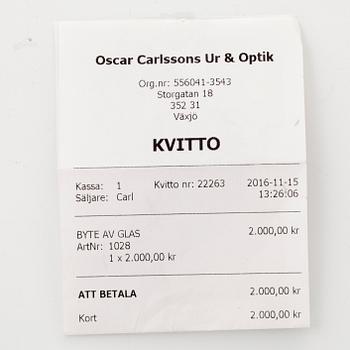 Oscar Carlssons Ur & Optik
Org.nr: 556041-3543
Storgatan 18
352 31
Växjö
KVITTO
Kassa: 1 Kvitto nr: 22263 2016-11-15
Säljare: Carl 13:26:06
BYTE AV GLAS 2.000,00 kr
ArtNr: 1028
1 x 2.000,00 kr
ATT BETALA 2.000,00 kr
Kort 2.000,00 kr